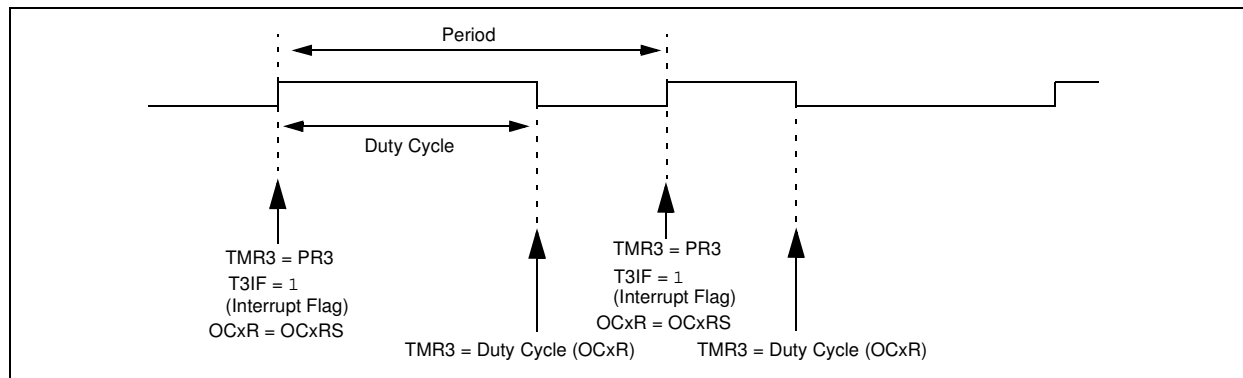 Period
Duty Cycle
TMR3 = PR3
T3IF = 1
(Interrupt Flag)
OCxR = OCxRS
TMR3 = Duty Cycle (OCxR)
TMR3 = PR3
T3IF = 1
(Interrupt Flag)
OCxR = OCxRS
TMR3 = Duty Cycle (OCxR)